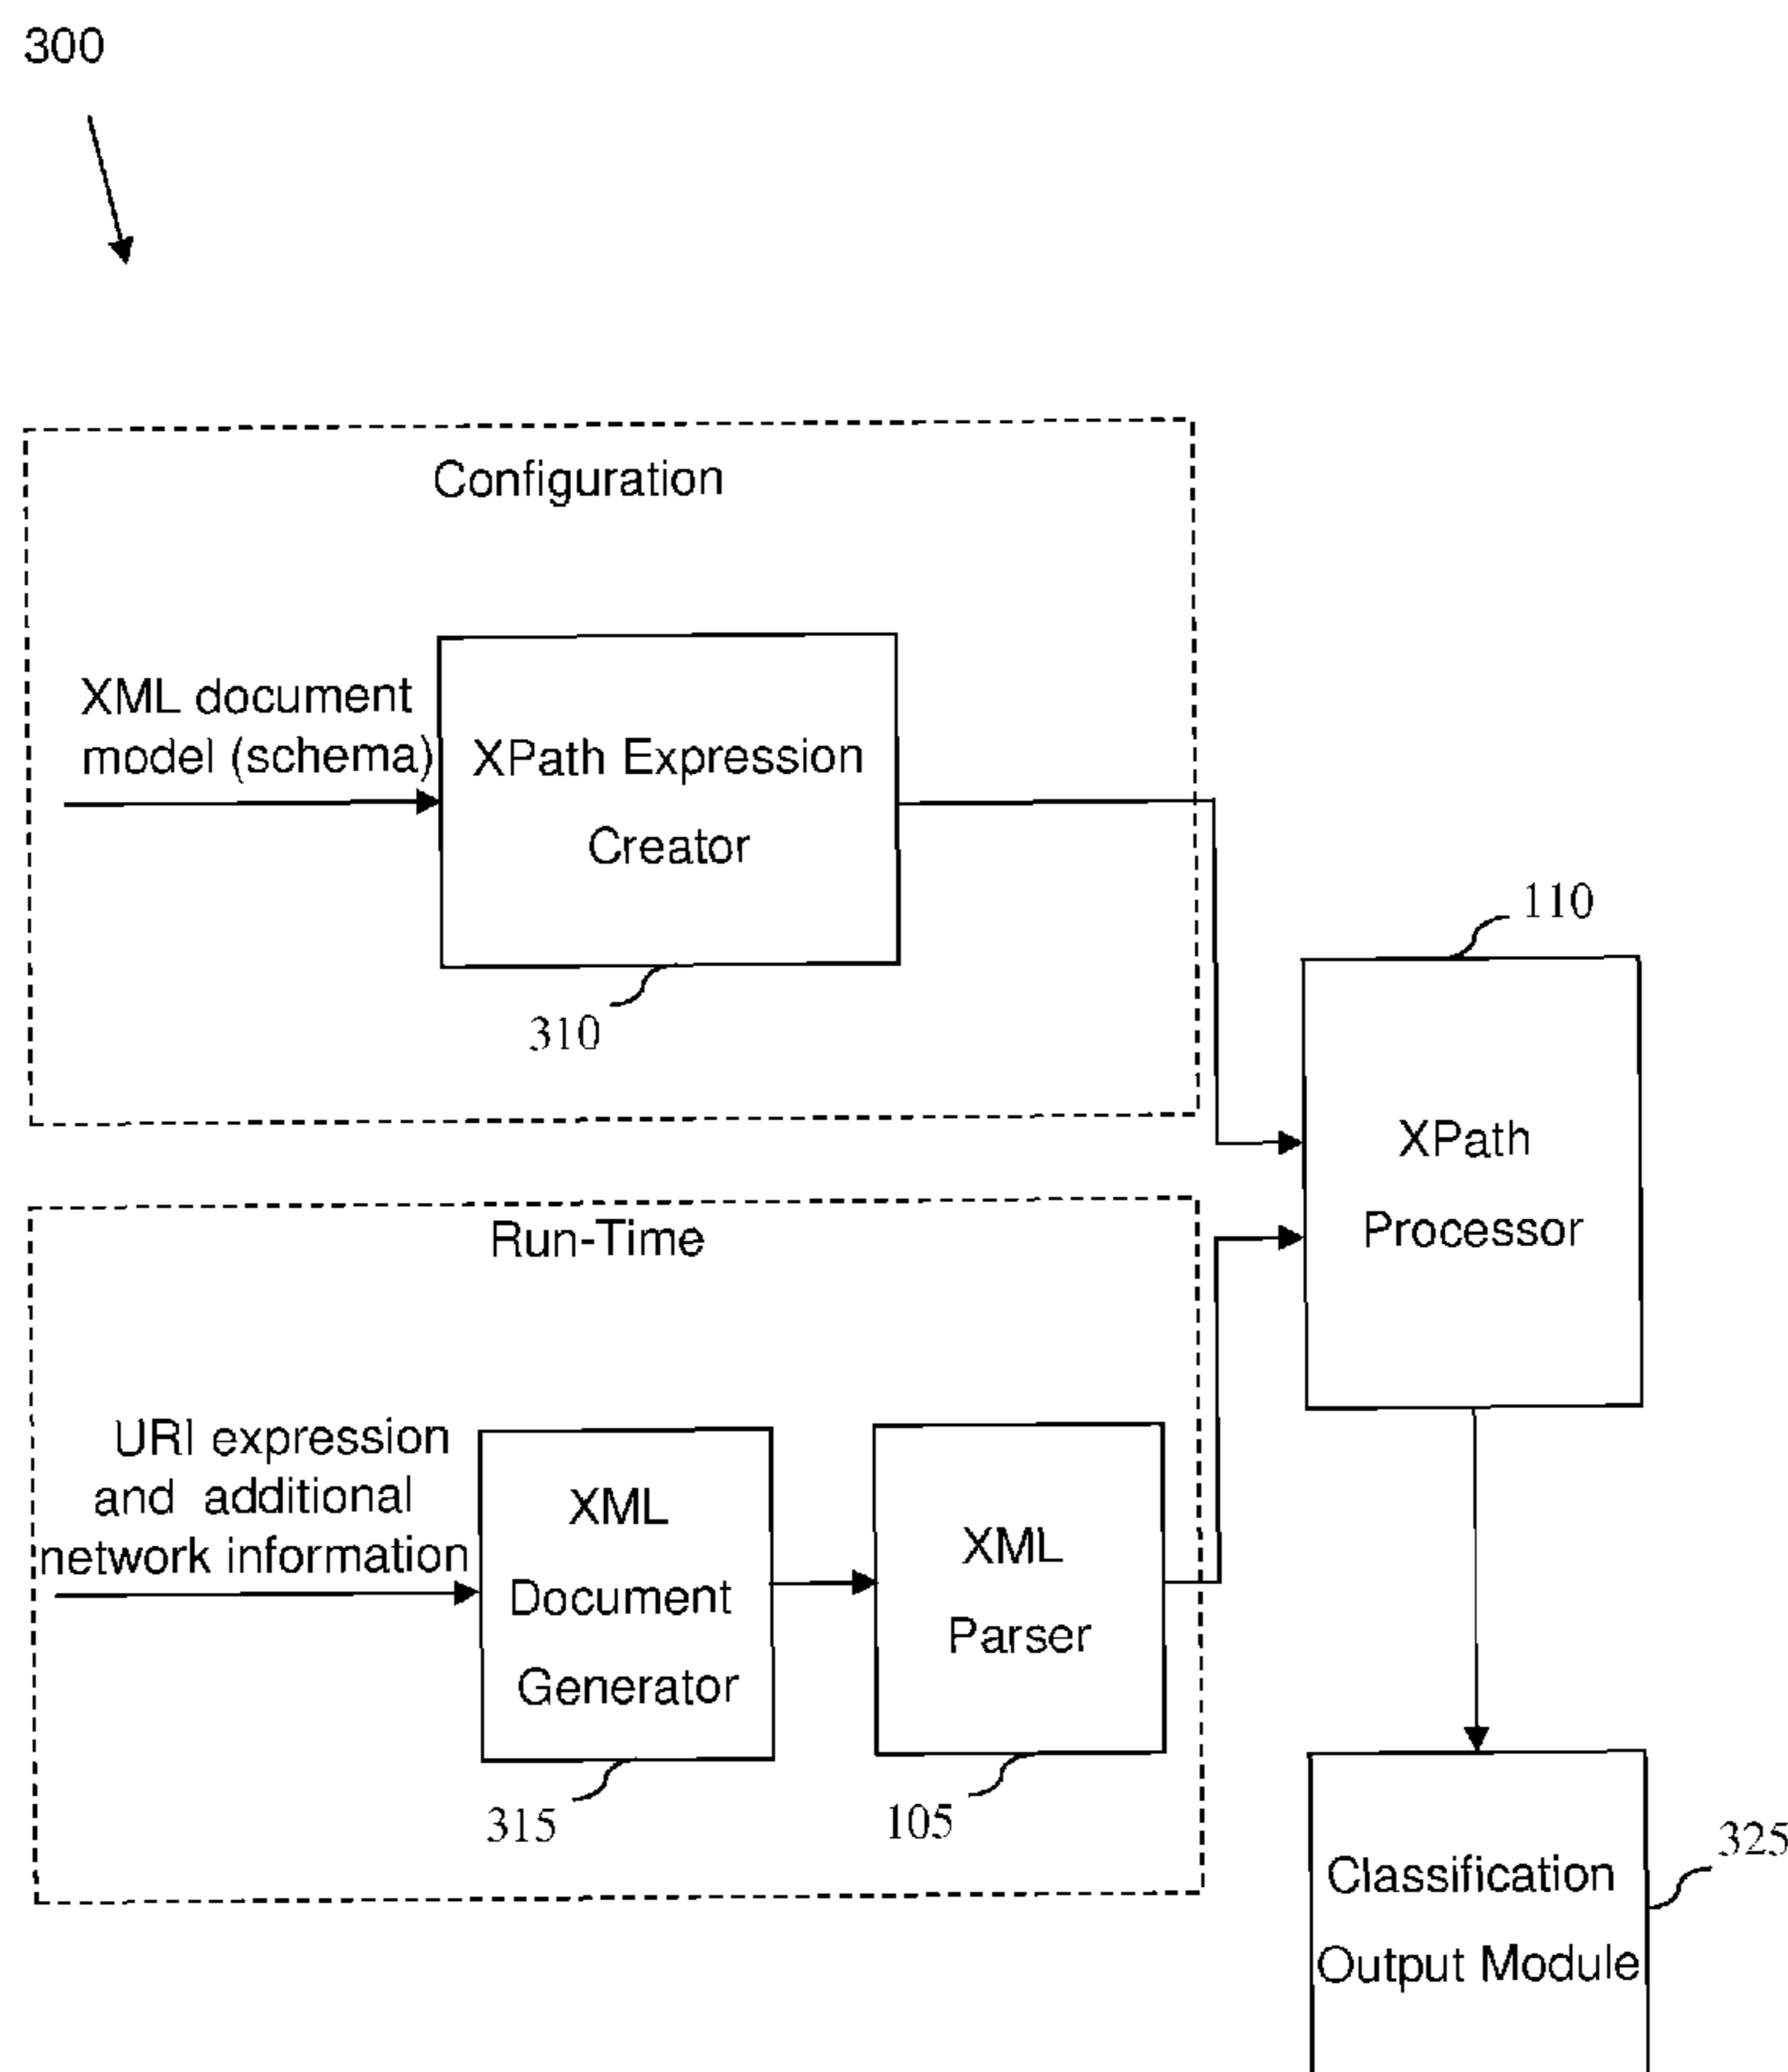 300
Configuration
XML document
model (schema)
XPath Expression
Creator
310
110
XPath
Processor
Run-Time
URI expression
and additional
network information
XML
Document
Generator
XML
Parser
315
105
325
Classification
Output Module